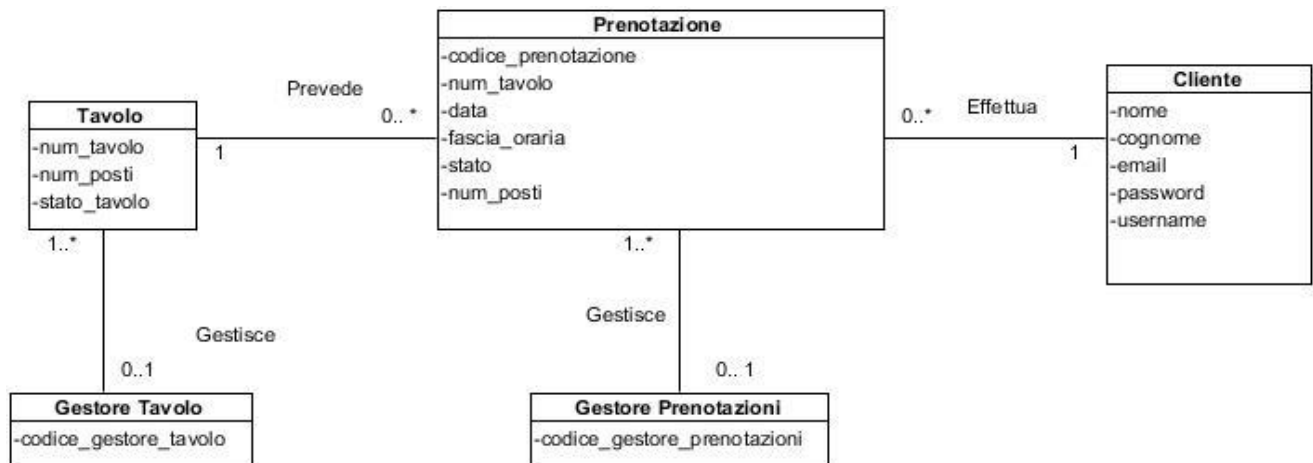 Prenotazione
-codice_prenotazione
-num_tavolo
-data
-fascia_oraria
-stato
-num_posti
Prevede
0.. *
1
Tavolo
-num_tavolo
-num_posti
-stato_tavolo
1..*
0..*
Effettua
1
Cliente
-nome
-cognome
-email
-password
-username
1..*
Gestisce
0..1
Gestisce
0.. 1
Gestore Tavolo
-codice_gestore_tavolo
Gestore Prenotazioni
-codice_gestore_prenotazioni